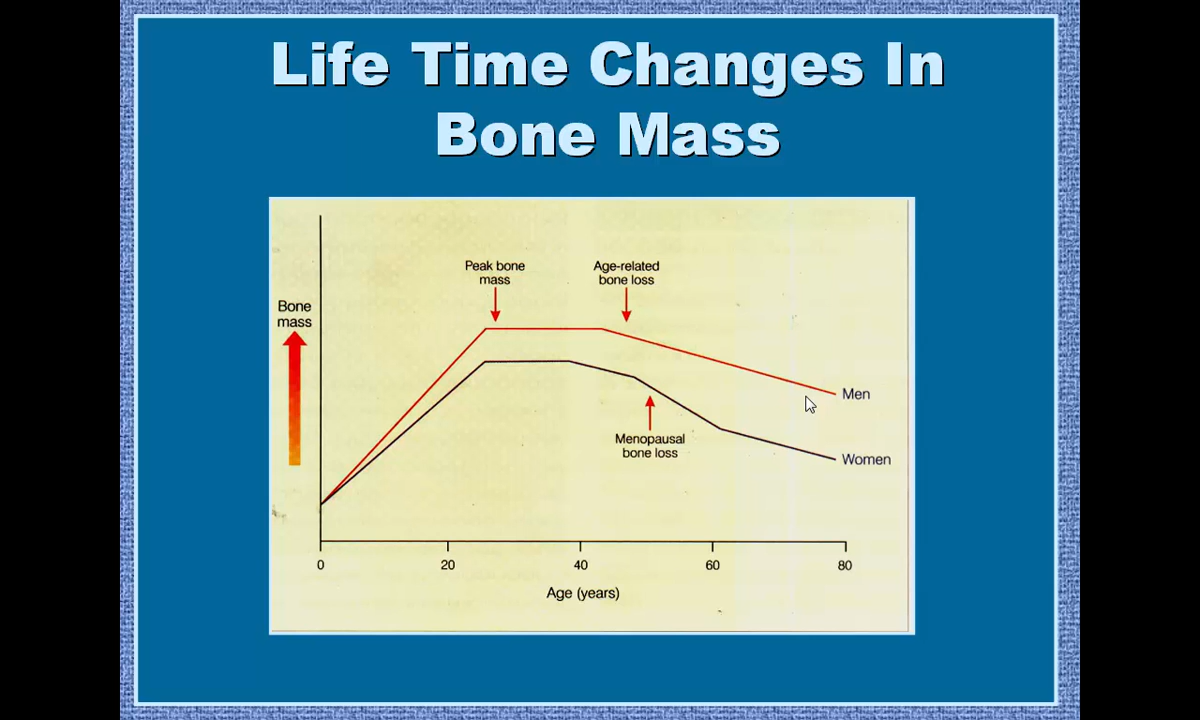 Life Time Changes In
Bone Mass
Peak bone
mass
Age-related
bone loss
Bone
mass
Men
Menopausal
bone loss
Women
0 20 40 60 80
Age (years)